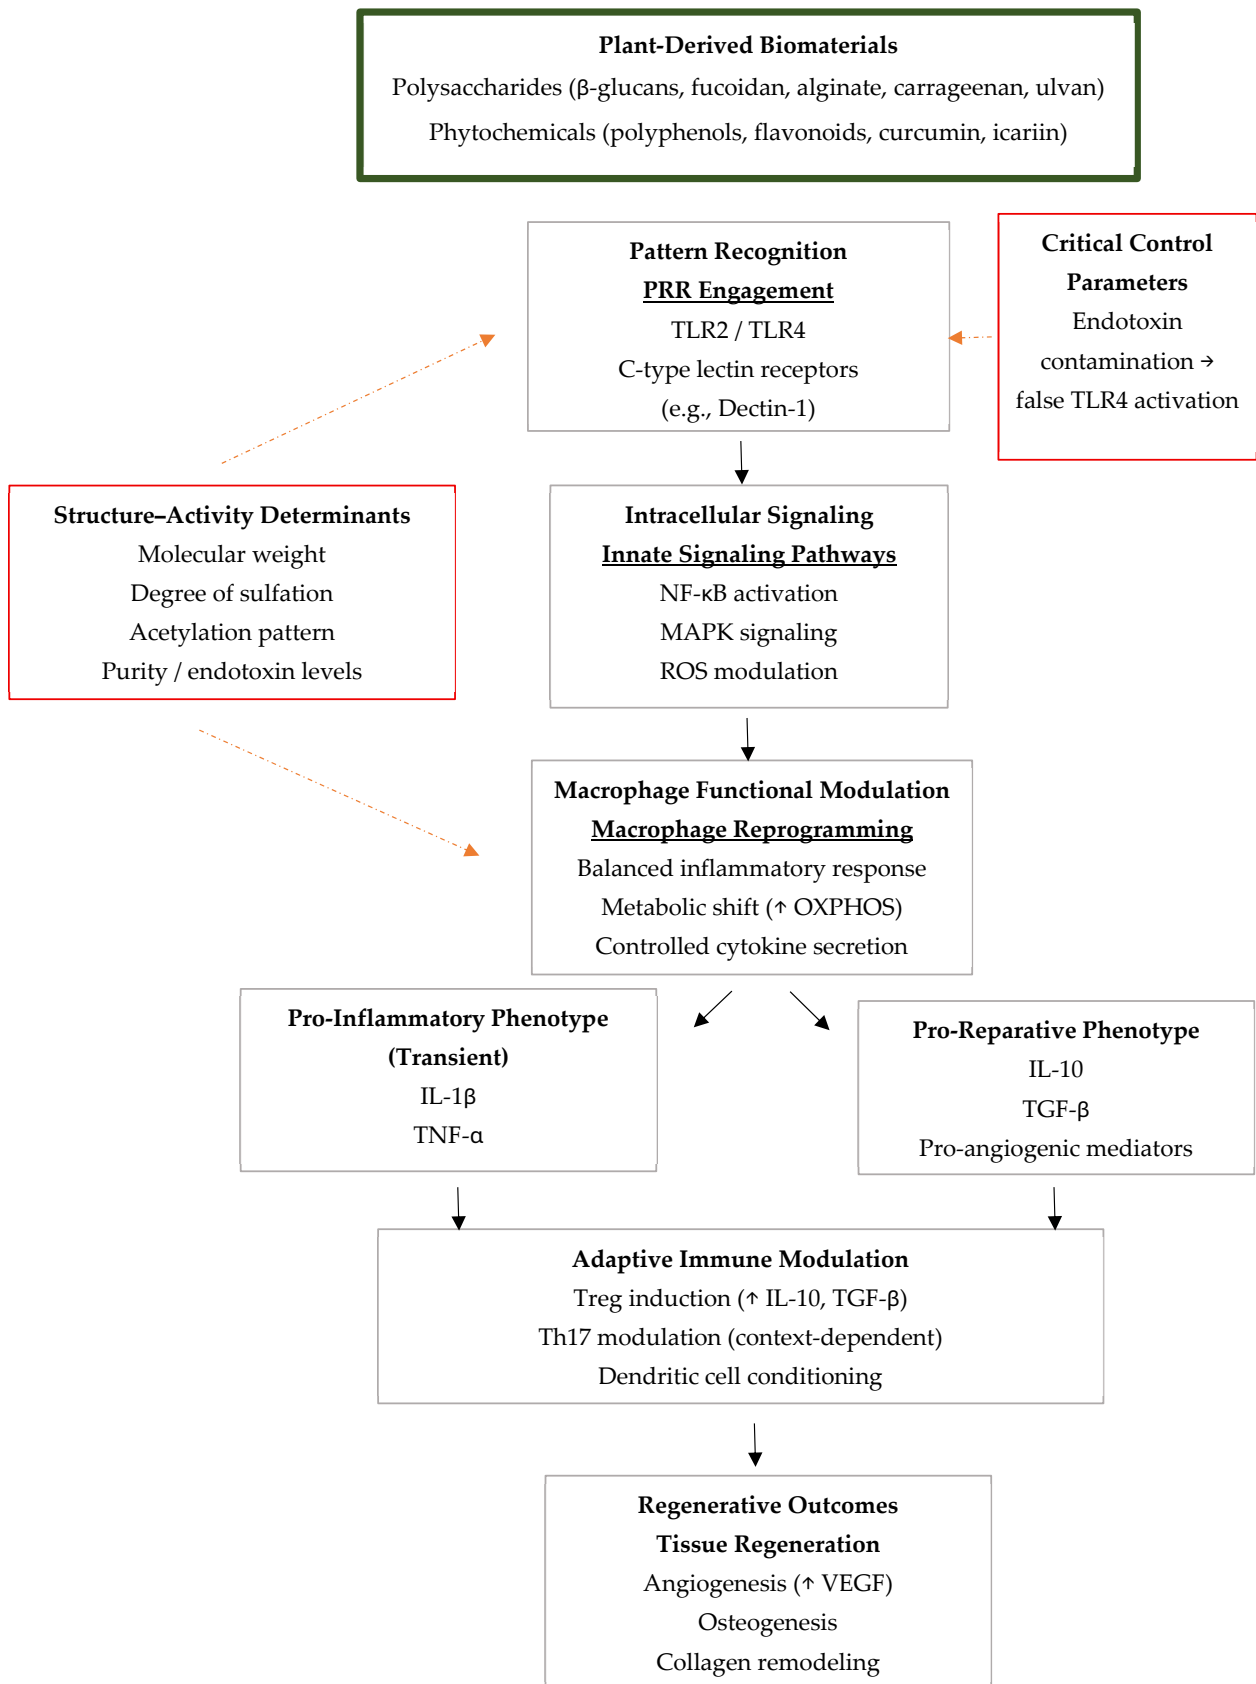 Plant-Derived Biomaterials
Polysaccharides (β-glucans, fucoidan, alginate, carrageenan, ulvan)
Phytochemicals (polyphenols, flavonoids, curcumin, icariin)
Pattern Recognition
PRR Engagement
TLR2 / TLR4
C-type lectin receptors
(e.g., Dectin-1)
Critical Control
Parameters
Endotoxin
contamination →
false TLR4 activation
Structure–Activity Determinants
Molecular weight
Degree of sulfation
Acetylation pattern
Purity / endotoxin levels
Intracellular Signaling
Innate Signaling Pathways
NF-κB activation
MAPK signaling
ROS modulation
Macrophage Functional Modulation
Macrophage Reprogramming
Balanced inflammatory response
Metabolic shift (↑ OXPHOS)
Controlled cytokine secretion
Pro-Inflammatory Phenotype
(Transient)
IL-1β
TNF-α
Pro-Reparative Phenotype
IL-10
TGF-β
Pro-angiogenic mediators
Adaptive Immune Modulation
Treg induction (↑ IL-10, TGF-β)
Th17 modulation (context-dependent)
Dendritic cell conditioning
Regenerative Outcomes
Tissue Regeneration
Angiogenesis (↑ VEGF)
Osteogenesis
Collagen remodeling